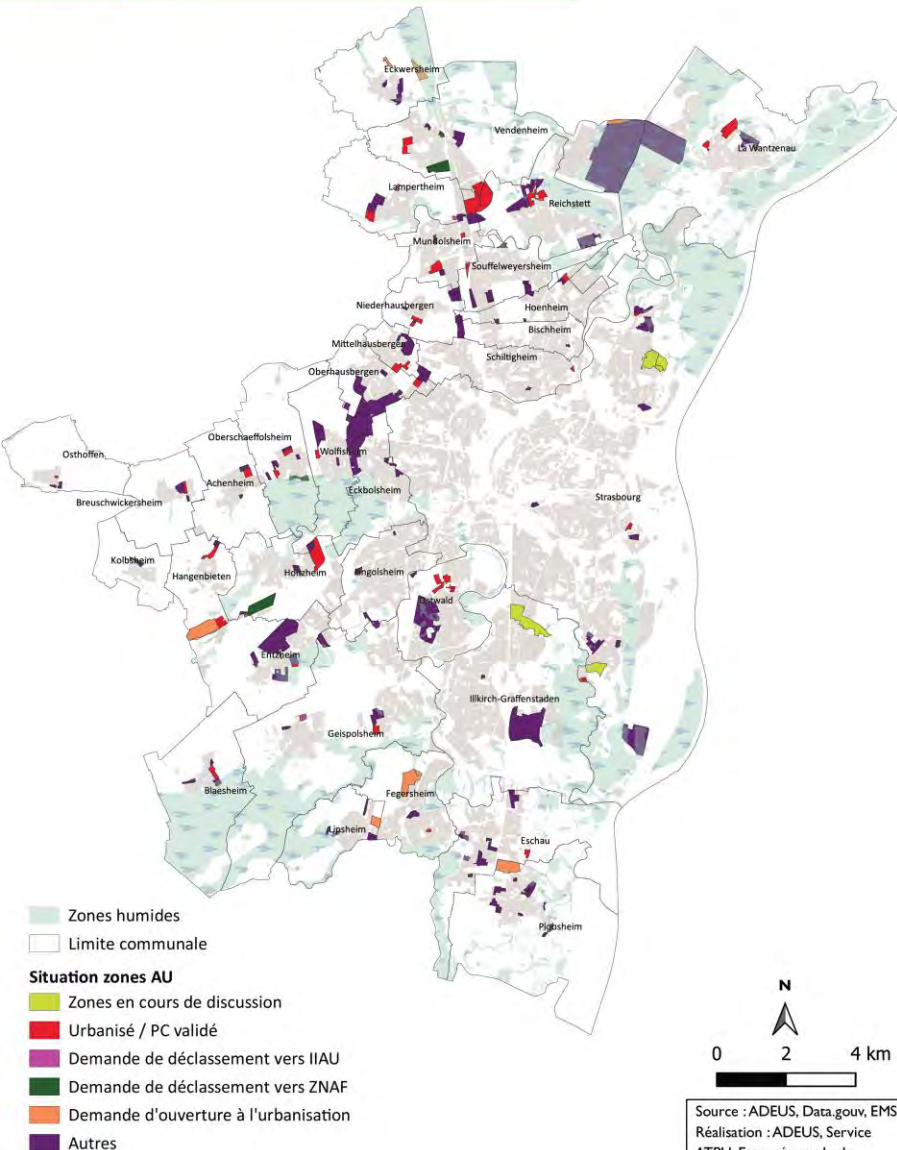 Eckwersheim
Vendenheim
La Wantzenau
Lampertheim
Reichstett
Mundolsheim
Souffelweyersheim
Niederhausbergen
Hoenheim
Bischheim
Mittelhausbergen
Schiltigheim
Oberhausbergen
Oberschaeffolsheim
Osthoffen
Wolfisheim
Achenheim
Eckbolsheim
Breuschwickersheim
Strasbourg
Kolbsheim
Hangenbieten
Holtzheim
Lingolsheim
Ostwald
Entzheim
Illkirch-Graffenstaden
Geispolsheim
Blaesheim
Fegersheim
Lipsheim
Eschau
Plobsheim
Zones humides
Limite communale
Situation zones AU
Zones en cours de discussion
Urbanisé / PC validé
Demande de déclassement vers IIAU
Demande de déclassement vers ZNAF
Demande d'ouverture à l'urbanisation
Autres
N
0 2 4 km
Source : ADEUS, Data.gouv, EMS
Réalisation : ADEUS, Service